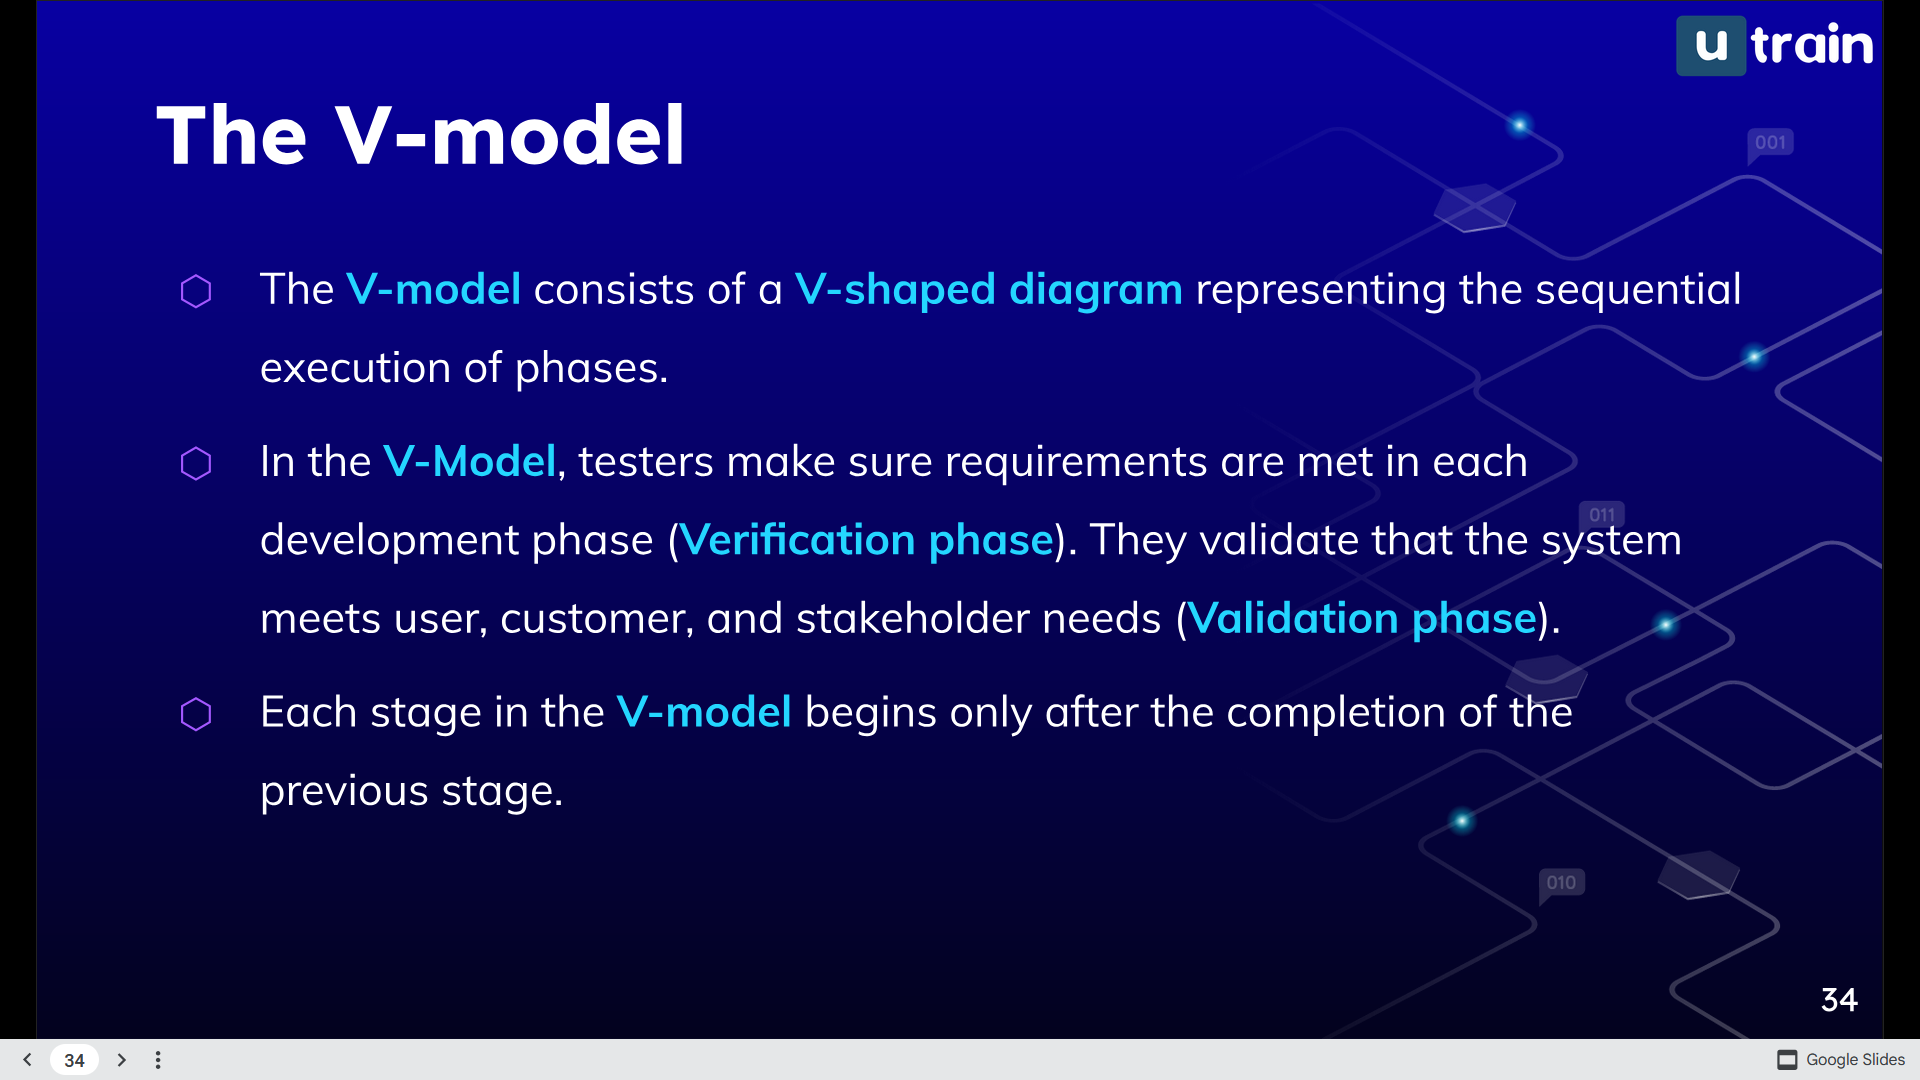 u train
The V-model
001
The V-model consists of a V-shaped diagram representing the sequential
execution of phases.
In the V-Model, testers make sure requirements are met in each
011
development phase (Verification phase). They validate that the system
meets user, customer, and stakeholder needs (Validation phase).
Each stage in the V-model begins only after the completion of the
previous stage.
010
34
34
Google Slides